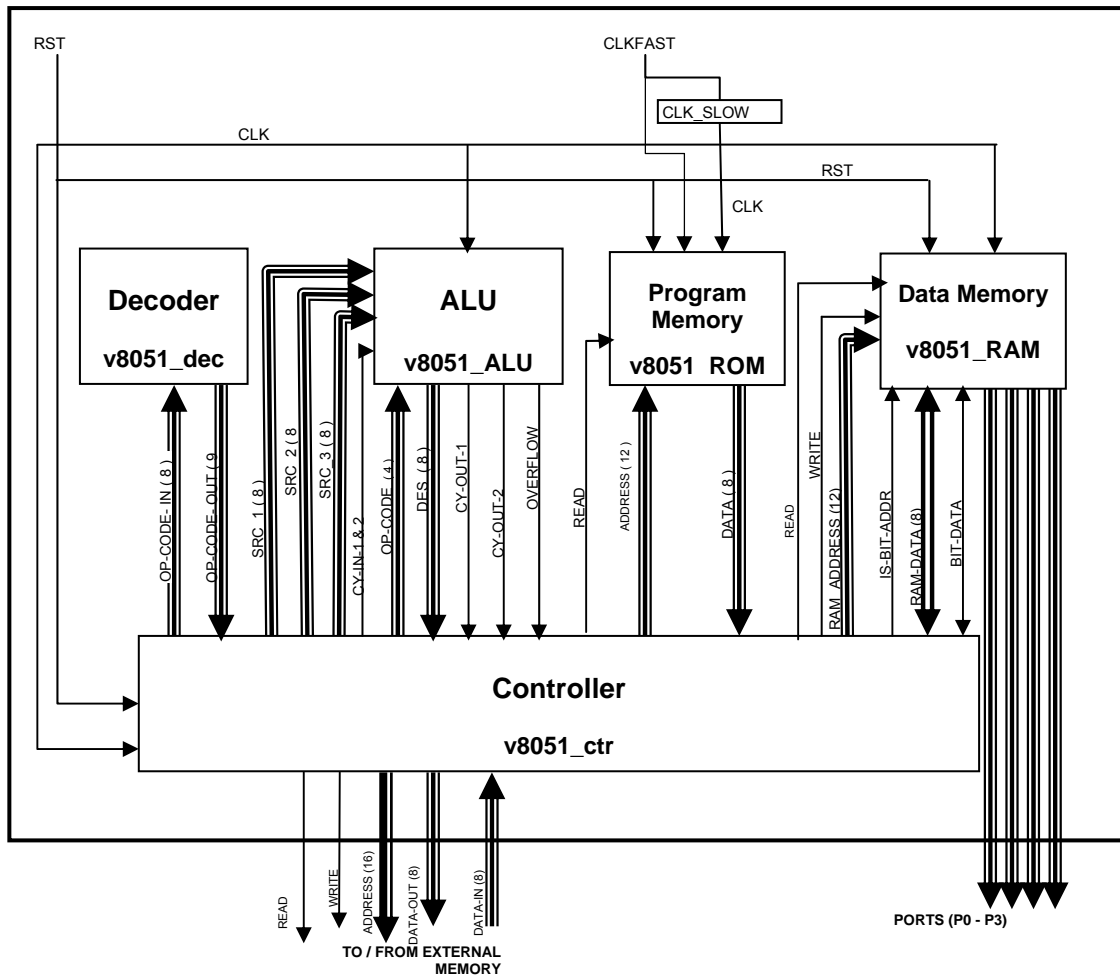 RST
CLKFAST
CLK_SLOW
CLK
RST
CLK
Decoder
v8051_dec
ALU
v8051_ALU
Program
Memory
v8051 ROM
Data Memory
v8051_RAM
OP-CODE- IN ( 8 )
OP-CODE- OUT ( 9
SRC 1 ( 8 )
SRC 2 ( 8
SRC_3 ( 8 )
CY-IN-1 & 2
OP-CODE (4)
DES ( 8 )
CY-OUT-1
CY-OUT-2
OVERFLOW
READ
ADDRESS ( 12 )
DATA ( 8 )
READ
WRITE
RAM ADDRESS (12)
IS-BIT-ADDR
RAM-DATA (8)
BIT-DATA
Controller
v8051_ctr
READ
WRITE
ADDRESS (16)
DATA-OUT (8)
DATA-IN (8)
TO / FROM EXTERNAL
MEMORY
PORTS (P0 - P3)